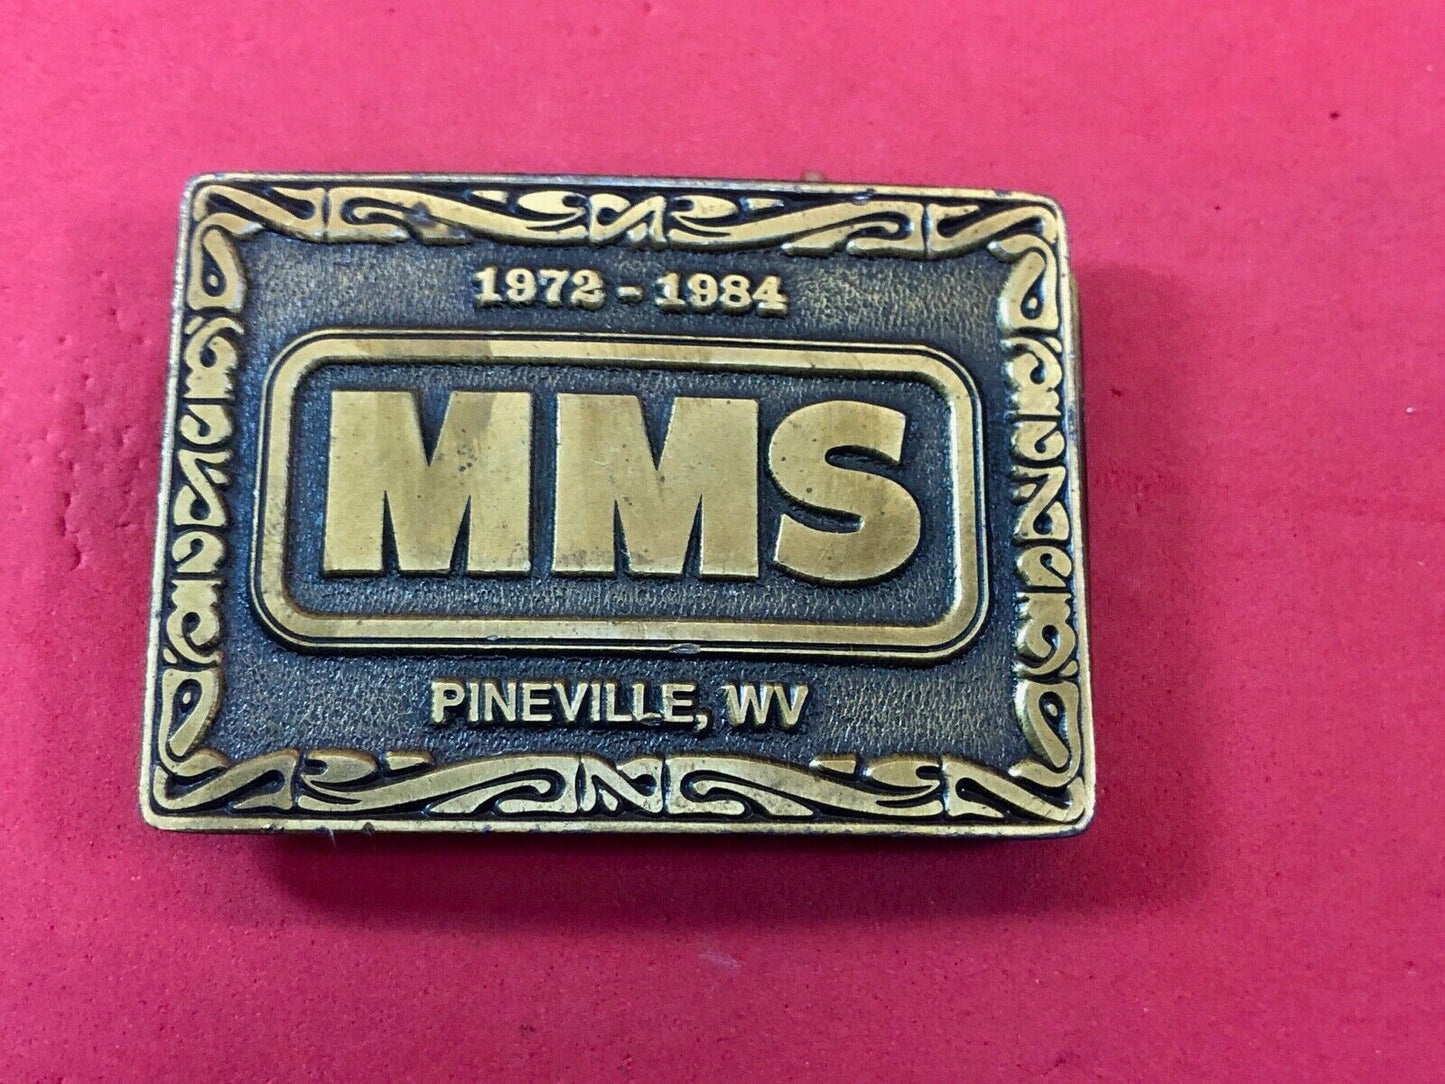 1972 - 1984
MMS
PINEVILLE, WV